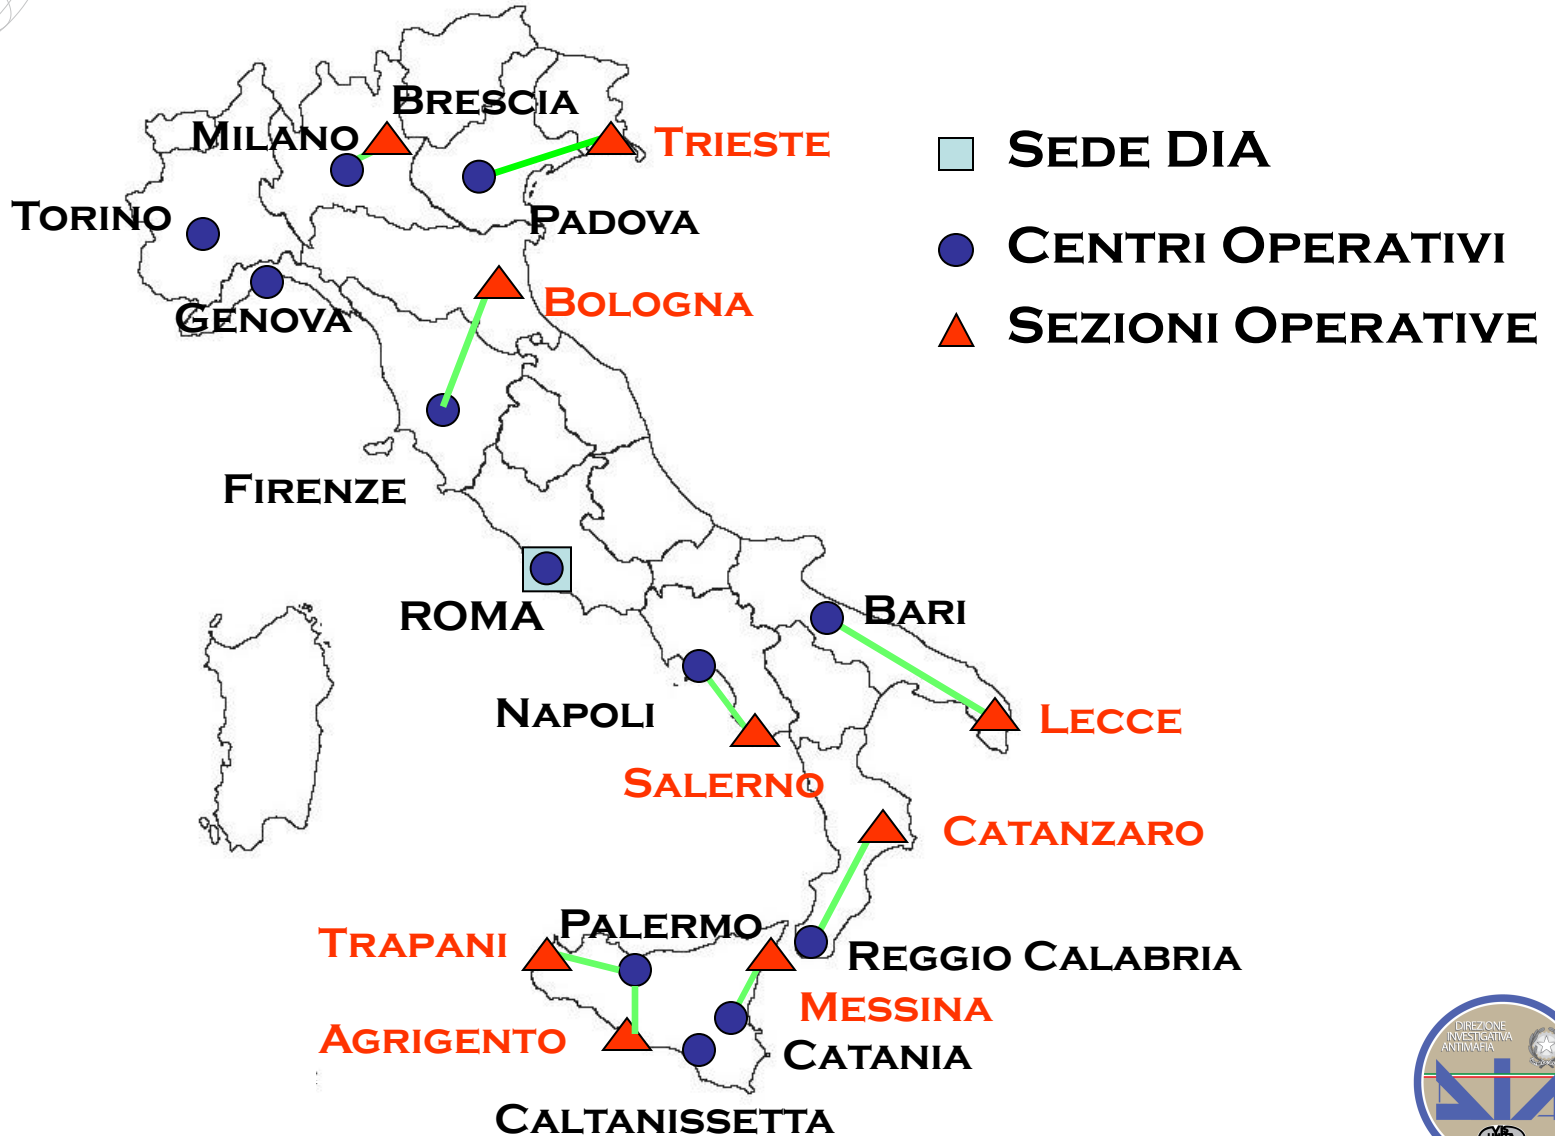 Brescia
Milano
Trieste
Torino
Padova
Genova
Bologna
Firenze
ROMA
Bari
Napoli
Lecce
Salerno
Catanzaro
Palermo
Trapani
Reggio Calabria
Messina
Agrigento
Catania
Caltanissetta
Sede DIA
Centri Operativi
Sezioni Operative
DIREZIONE
INVESTIGATIVA
ANTIMAFIA